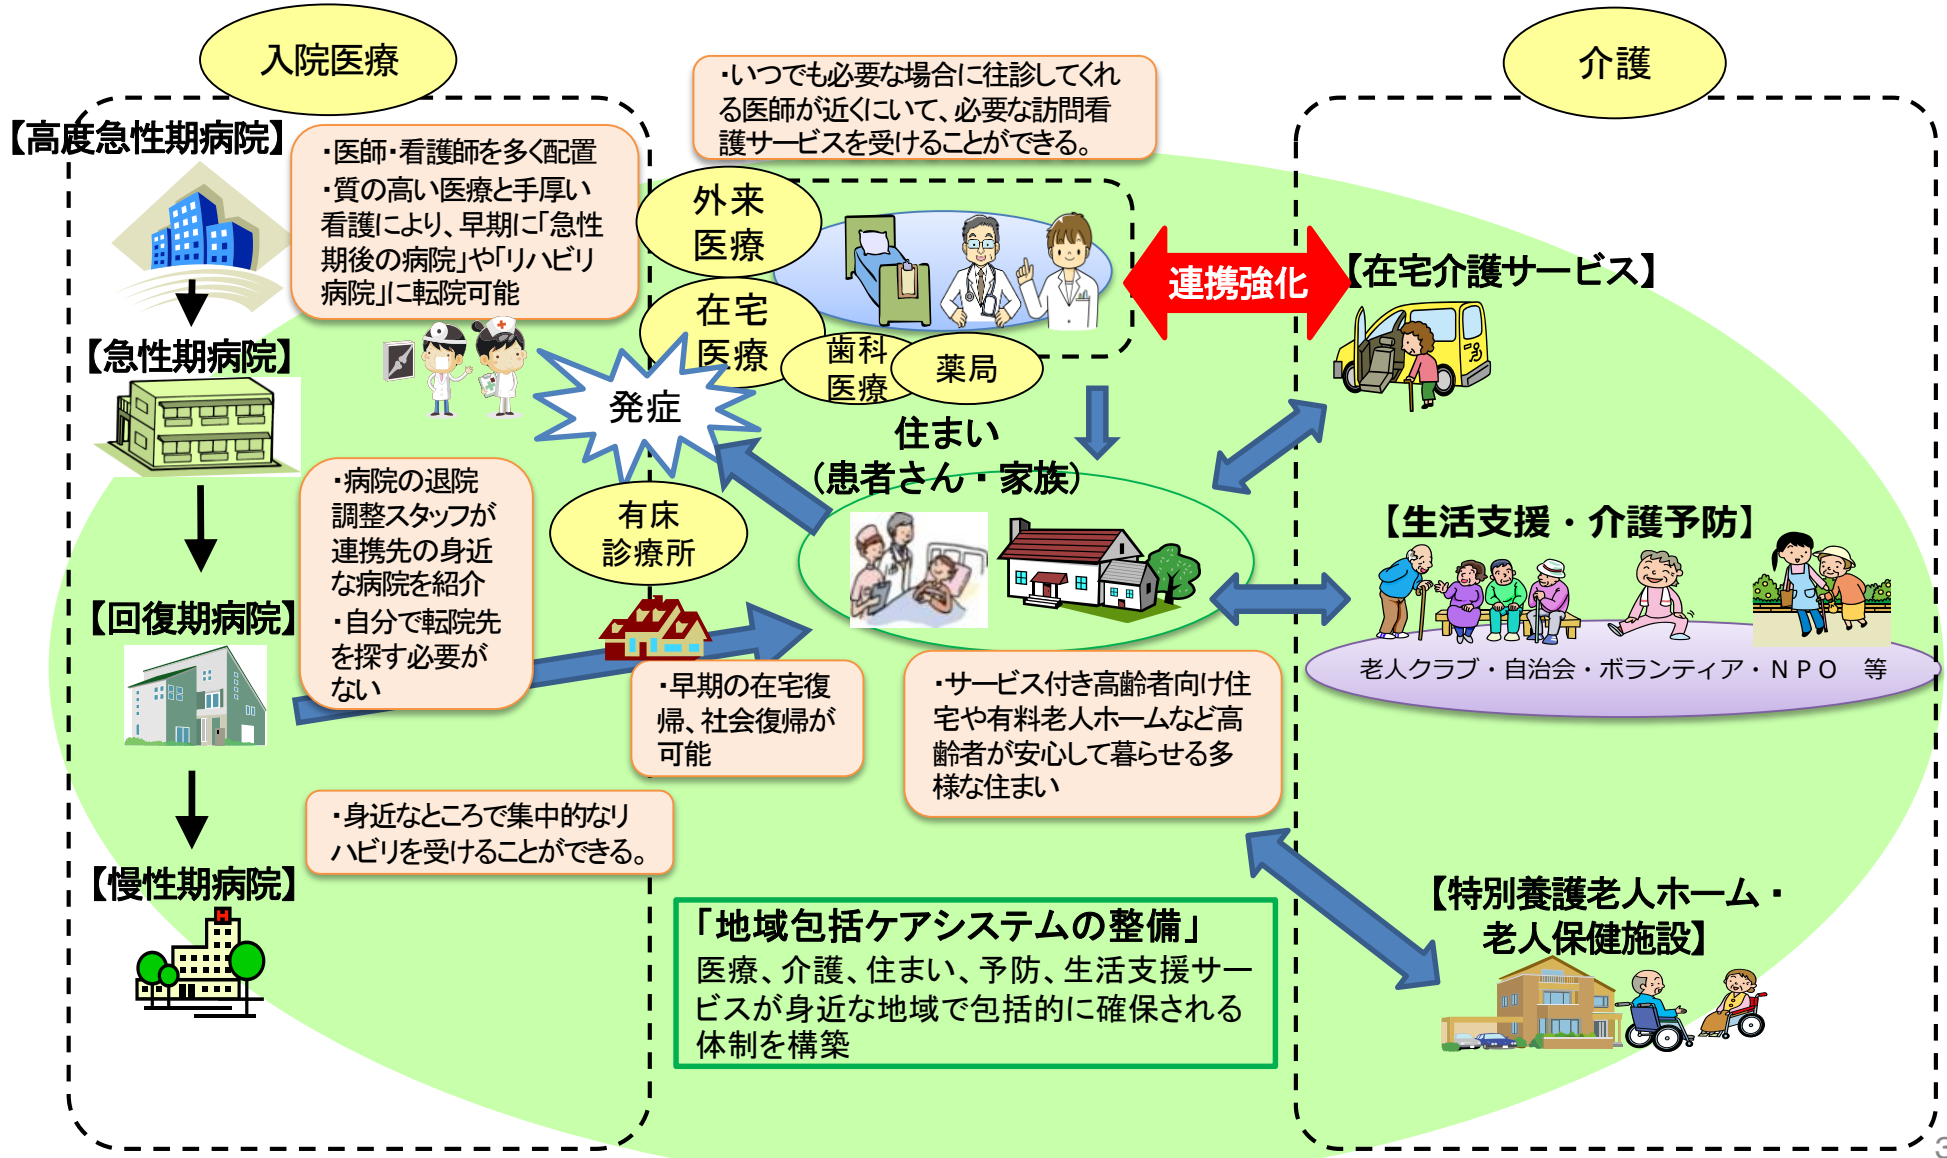 入院医療
介護
・いつでも必要な場合に往診してくれ
る医師が近くにいて、必要な訪問看
護サービスを受けることができる。
【高度急性期病院】
・医師・看護師を多く配置
・質の高い医療と手厚い
看護により、早期に「急性
期後の病院」や「リハビリ
病院」に転院可能
外来
医療
在宅
医療
歯科
医療
薬局
連携強化
【在宅介護サービス】
【急性期病院】
発症
住まい
(患者さん・家族)
・病院の退院
調整スタッフが
連携先の身近
な病院を紹介
・自分で転院先
を探す必要が
ない
有床
診療所
【生活支援・介護予防】
老人クラブ・自治会・ボランティア・NPO 等
【回復期病院】
・早期の在宅復
帰、社会復帰が
可能
・サービス付き高齢者向け住
宅や有料老人ホームなど高
齢者が安心して暮らせる多
様な住まい
・身近なところで集中的なリ
ハビリを受けることができる。
【慢性期病院】
H
「地域包括ケアシステムの整備」
医療、介護、住まい、予防、生活支援サー
ビスが身近な地域で包括的に確保される
体制を構築
【特別養護老人ホーム・
老人保健施設】
3